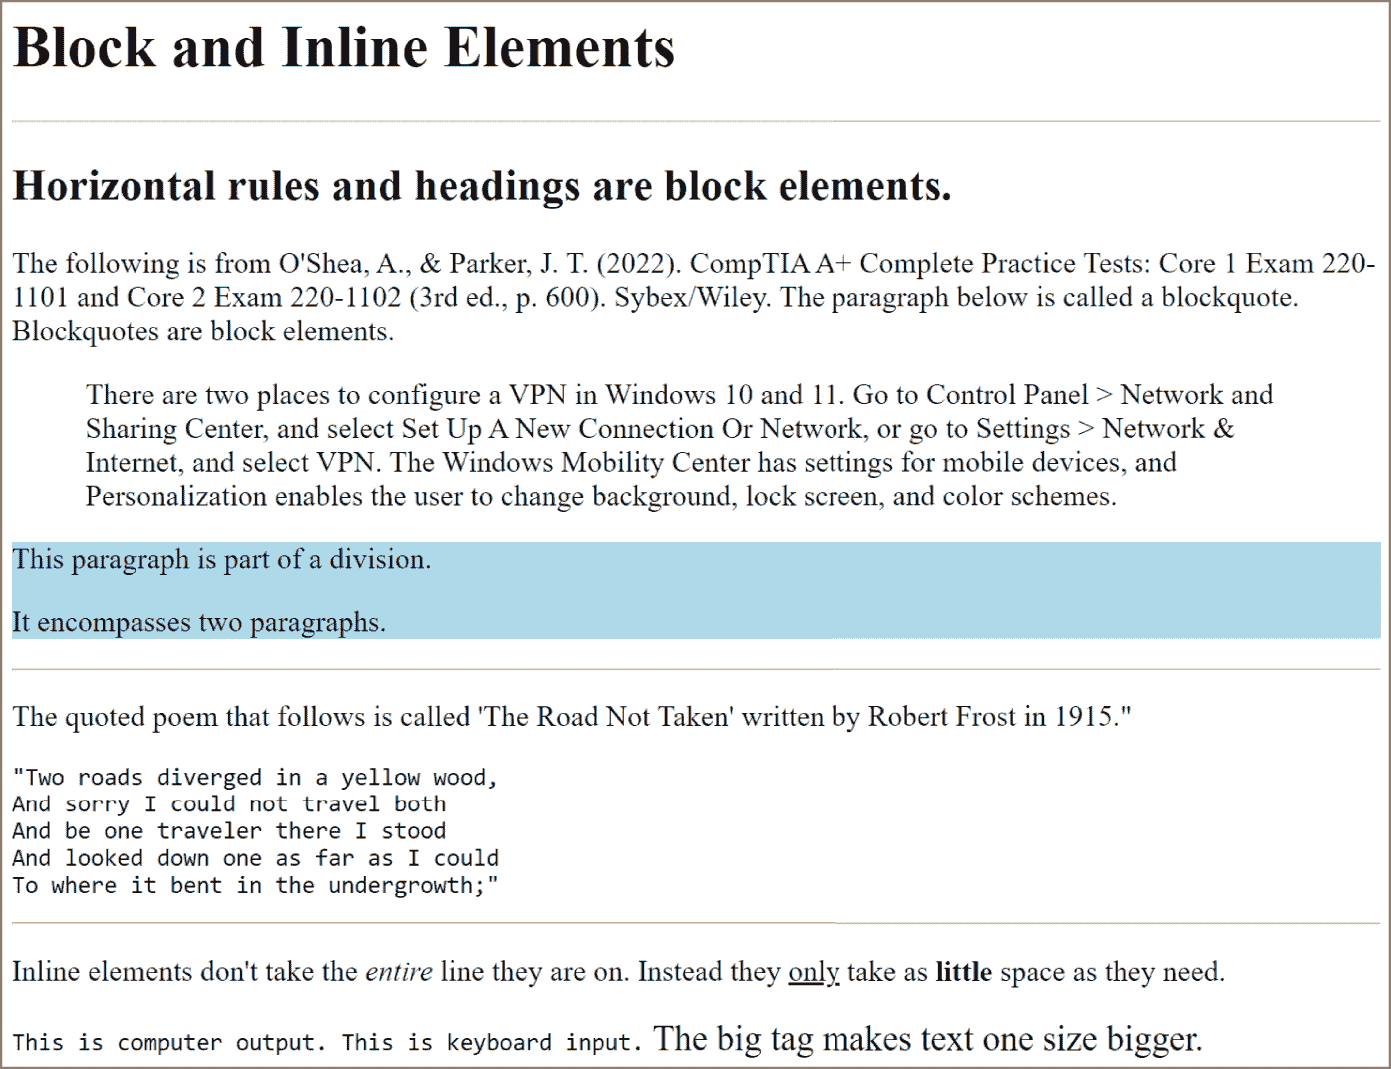 Block and Inline Elements
Horizontal rules and headings are block elements.
The following is from O'Shea, A., & Parker, J. T. (2022). CompTIA A+ Complete Practice Tests: Core 1 Exam 220-
1101 and Core 2 Exam 220-1102 (3rd ed., p. 600). Sybex/Wiley. The paragraph below is called a blockquote.
Blockquotes are block elements.
There are two places to configure a VPN in Windows 10 and 11. Go to Control Panel > Network and
Sharing Center, and select Set Up A New Connection Or Network, or go to Settings > Network &
Internet, and select VPN. The Windows Mobility Center has settings for mobile devices, and
Personalization enables the user to change background, lock screen, and color schemes.
This paragraph is part of a division.
It encompasses two paragraphs.
The quoted poem that follows is called 'The Road Not Taken' written by Robert Frost in 1915."
"Two roads diverged in a yellow wood,
And sorry I could not travel both
And be one traveler there I stood
And looked down one as far as I could
To where it bent in the undergrowth;"
Inline elements don't take the entire line they are on. Instead they only take as little space as they need.
This is computer output. This is keyboard input. The big tag makes text one size bigger.